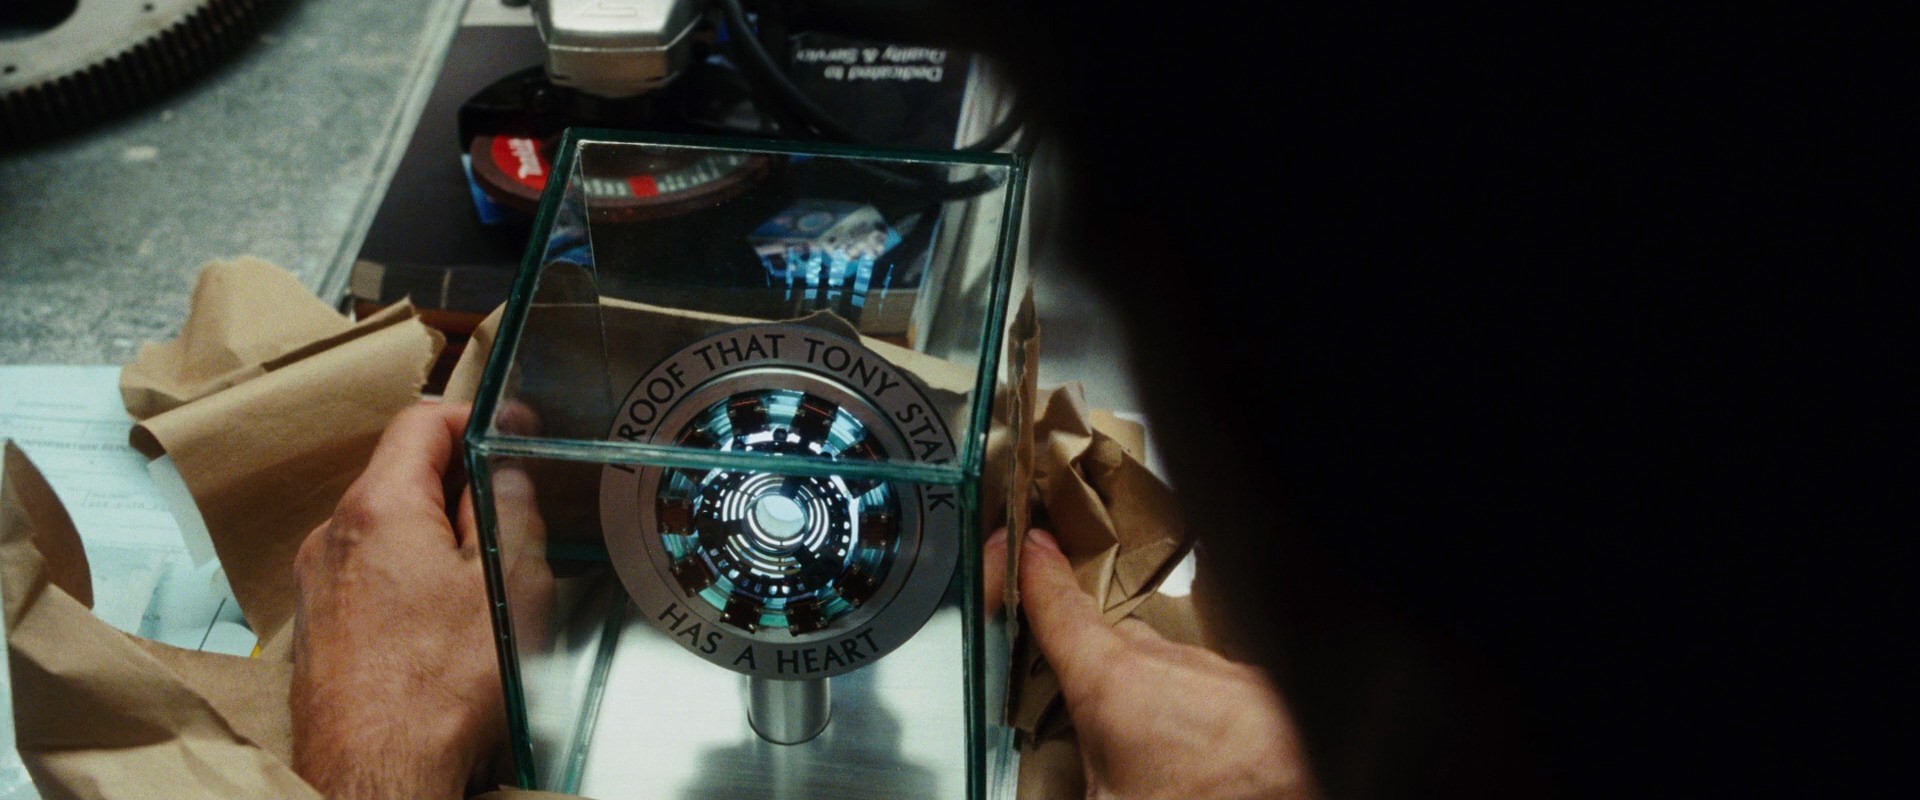 Dedicated to
Quality & Service
PROOF THAT TONY STARK
HAS A HEART